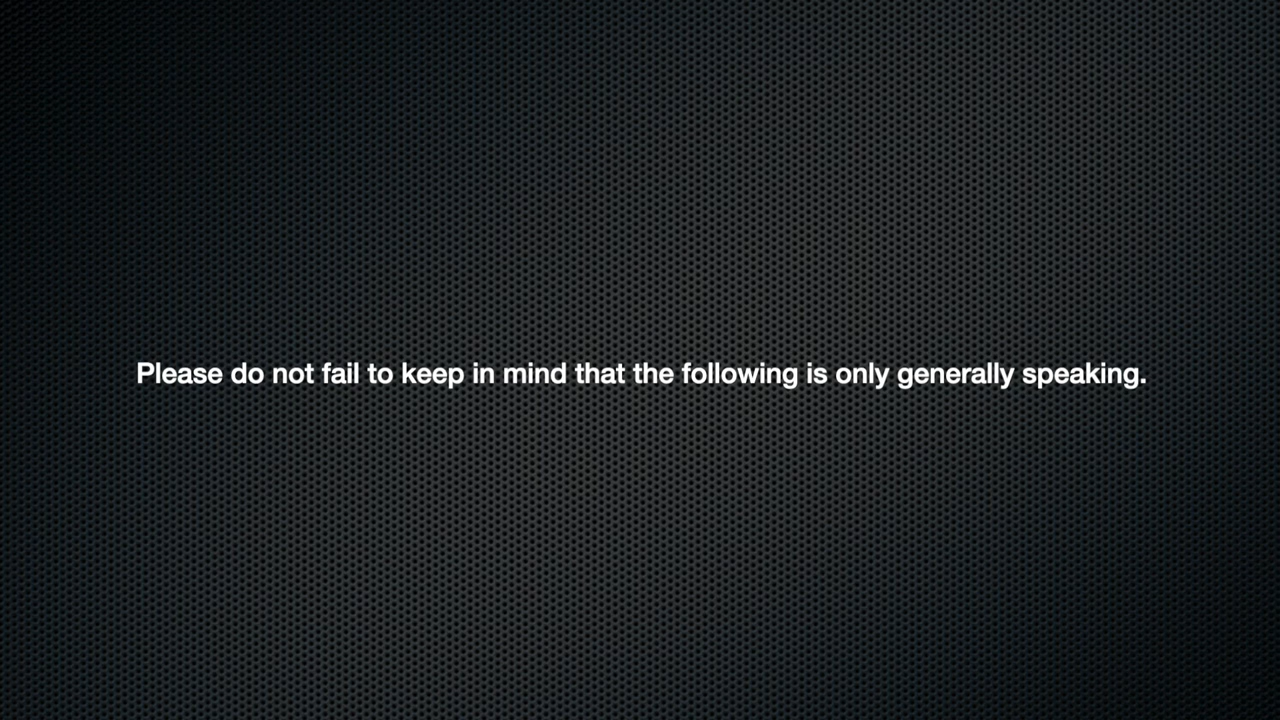 Please do not fail to keep in mind that the following is only generally speaking.